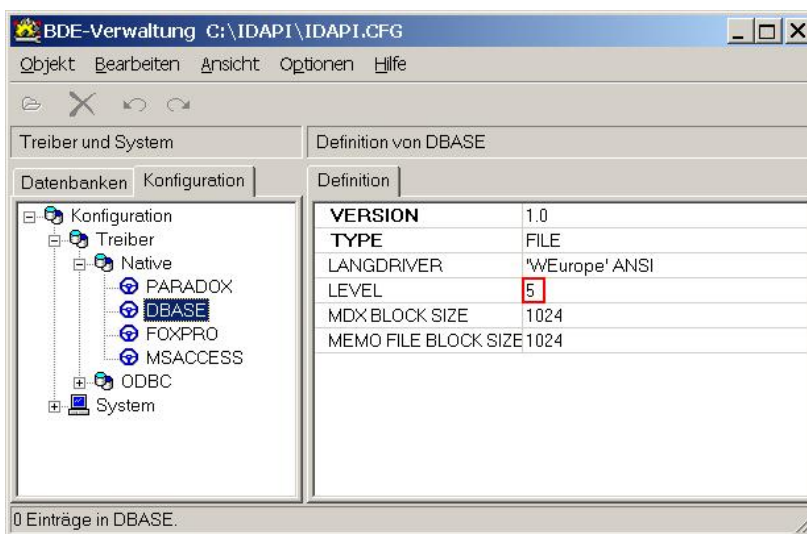 BDE-Verwaltung C:\IDAPI\IDAPI.CFG
Objekt Bearbeiten Ansicht Optionen Hilfe
Treiber und System Definition von DBASE
Datenbanken Konfiguration Definition
Konfiguration
Treiber
Native
PARADOX
DBASE
FOXPRO
MSACCESS
ODBC
System
VERSION 1.0
TYPE FILE
LANGDRIVER 'WEurope' ANSI
LEVEL 5
MDX BLOCK SIZE 1024
MEMO FILE BLOCK SIZE 1024
0 Einträge in DBASE.